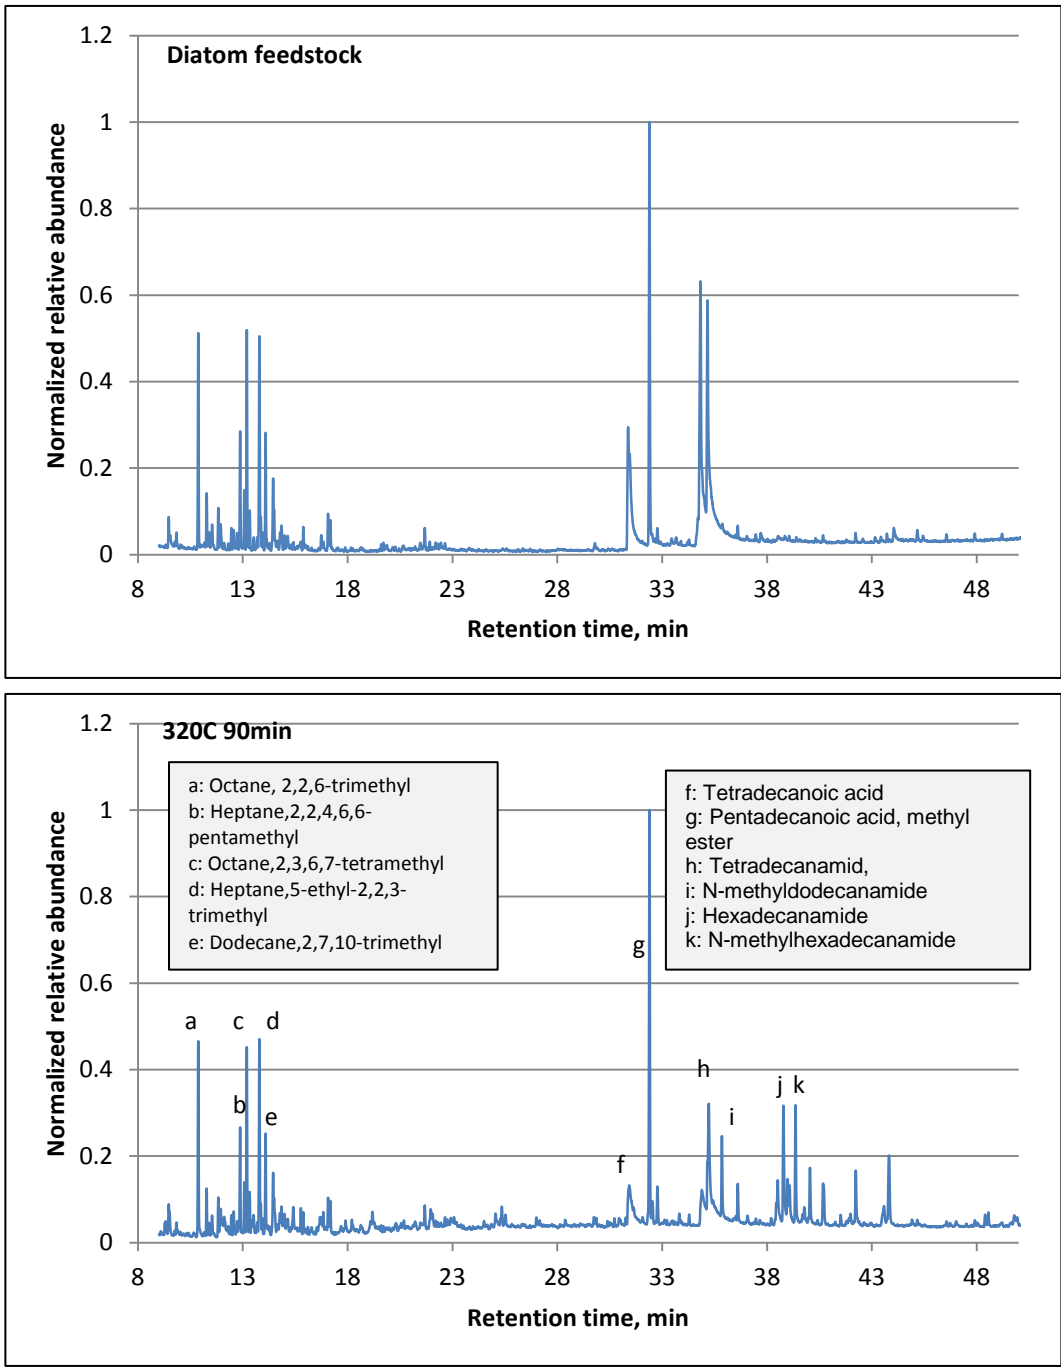 Diatom feedstock
Normalized relative abundance
1.2
1
0.8
0.6
0.4
0.2
0
8 13 18 23 28 33 38 43 48
Retention time, min
320C 90min
Normalized relative abundance
1.2
1
0.8
0.6
0.4
0.2
0
a: Octane, 2,2,6-trimethyl
b: Heptane,2,2,4,6,6-
pentamethyl
c: Octane,2,3,6,7-tetramethyl
d: Heptane,5-ethyl-2,2,3-
trimethyl
e: Dodecane,2,7,10-trimethyl
f: Tetradecanoic acid
g: Pentadecanoic acid, methyl
ester
h: Tetradecanamid,
i: N-methyldodecanamide
j: Hexadecanamide
k: N-methylhexadecanamide
a
b
c
d
e
f
g
h
i
j
k
8 13 18 23 28 33 38 43 48
Retention time, min